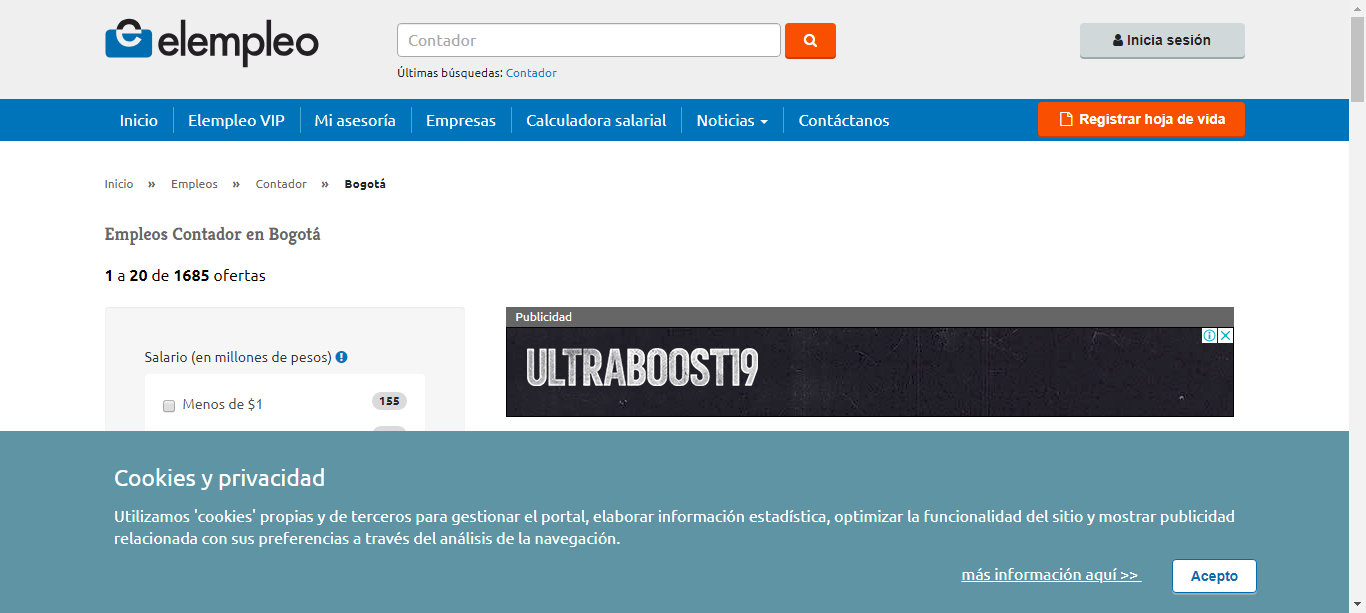 elempleo
Contador
Inicia sesión
Últimas búsquedas: Contador
Inicio Elempleo VIP Mi asesoría Empresas Calculadora salarial Noticias Contáctanos Registrar hoja de vida
Inicio » Empleos » Contador » Bogotá
Empleos Contador en Bogotá
1 a 20 de 1685 ofertas
Salario (en millones de pesos)
Menos de $1 155
Publicidad
ULTRABOOST19
Cookies y privacidad
Utilizamos 'cookies' propias y de terceros para gestionar el portal, elaborar información estadística, optimizar la funcionalidad del sitio y mostrar publicidad
relacionada con sus preferencias a través del análisis de la navegación.
más información aquí >> Acepto